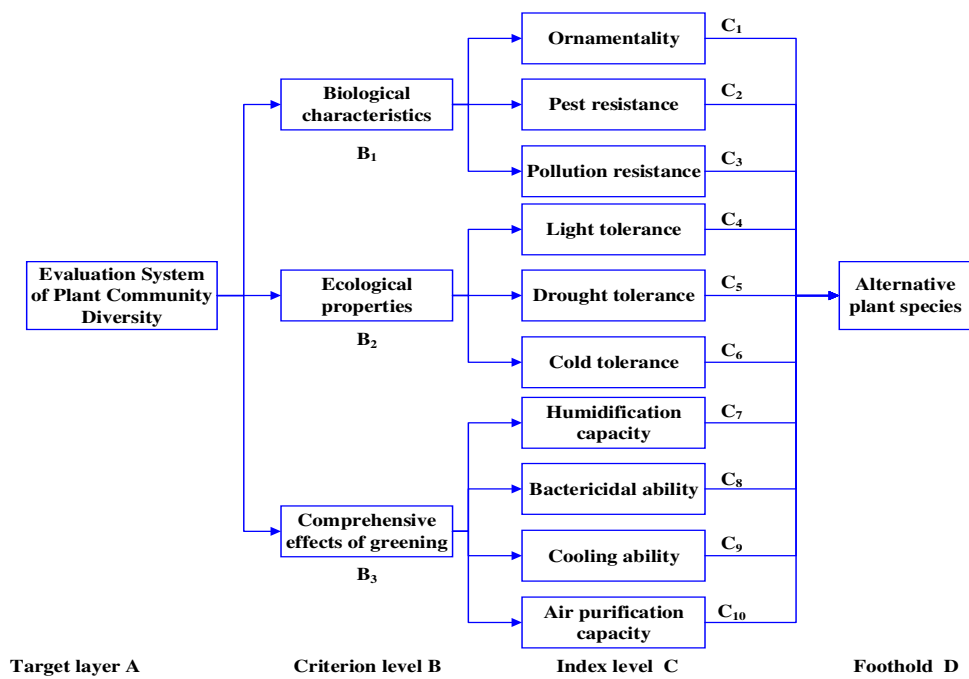 Evaluation System
of Plant Community
Diversity
Biological
characteristics
B₁
Ecological
properties
B₂
Comprehensive
effects of greening
B₃
Ornamentality
C₁
Pest resistance
C₂
Pollution resistance
C₃
Light tolerance
C₄
Drought tolerance
C₅
Cold tolerance
C₆
Humidification
capacity
C₇
Bactericidal ability
C₈
Cooling ability
C₉
Air purification
capacity
C₁₀
Alternative
plant species
Target layer A
Criterion level B
Index level C
Foothold D